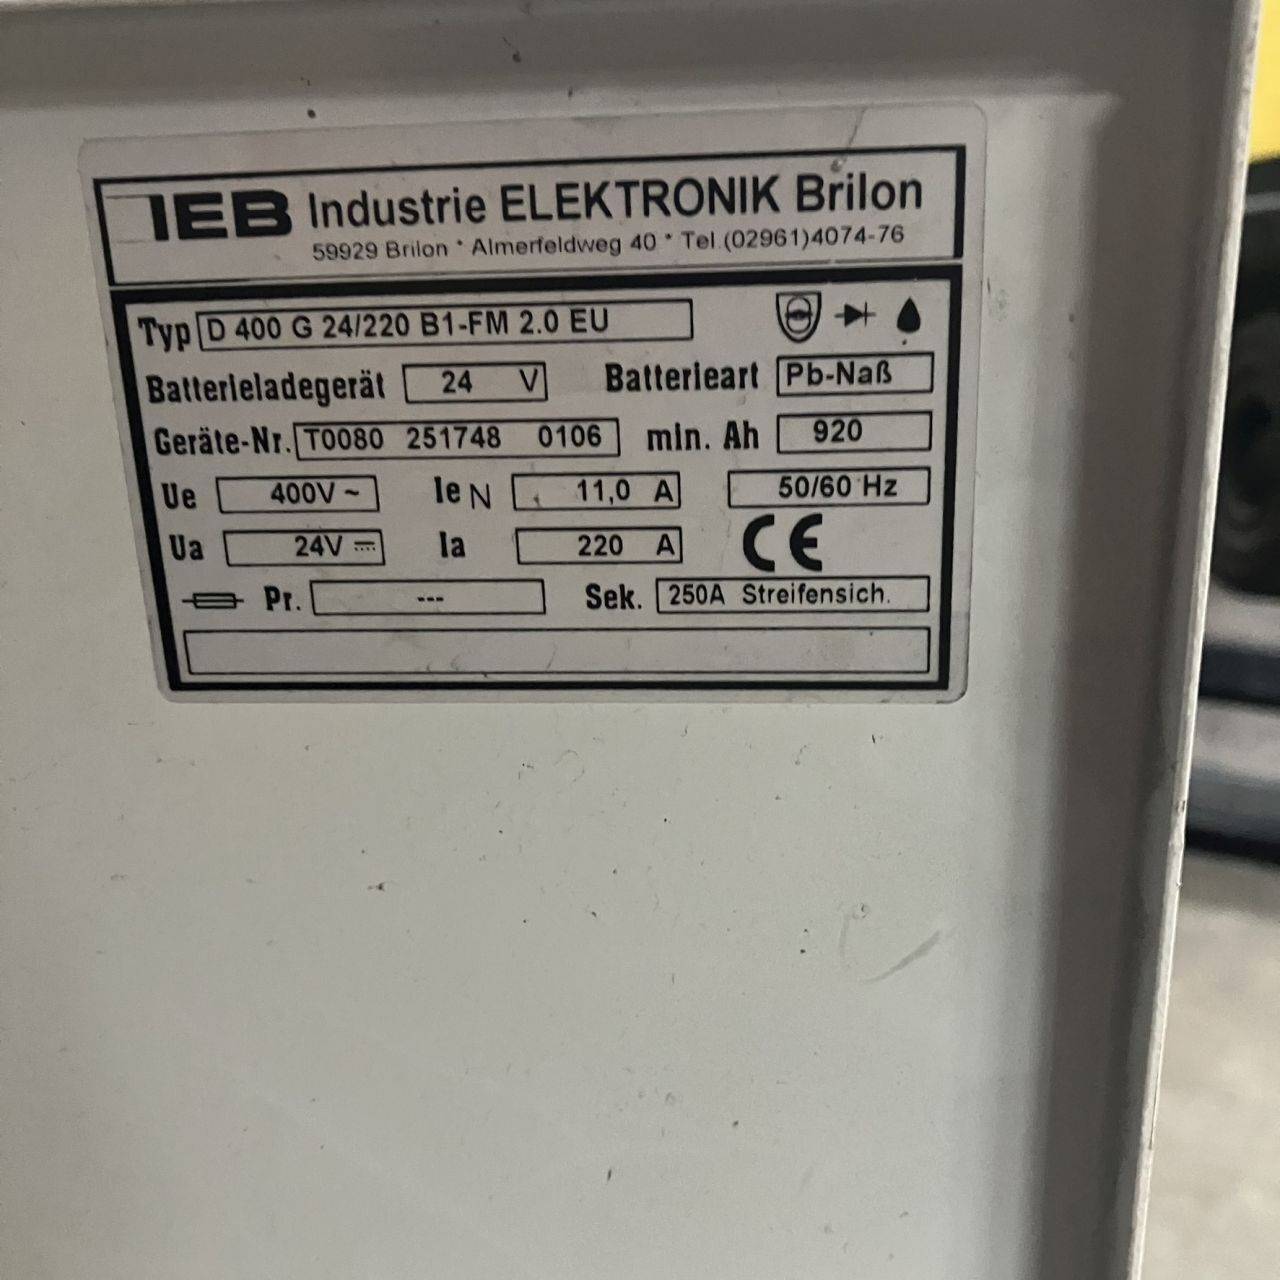 IEB Industrie ELEKTRONIK Brilon
59929 Brilon * Almerfeldweg 40 * Tel.(02961)4074-76
Typ D 400 G 24/220 B1-FM 2.0 EU
Batterieladegerät 24 V Batterieart Pb-Naß
Geräte-Nr. T0080 251748 0106 min. Ah 920
Ue 400V~ Ie N 11,0 A 50/60 Hz
Ua 24V Ia 220 A CE
Pr. --- Sek. 250A Streifensich.